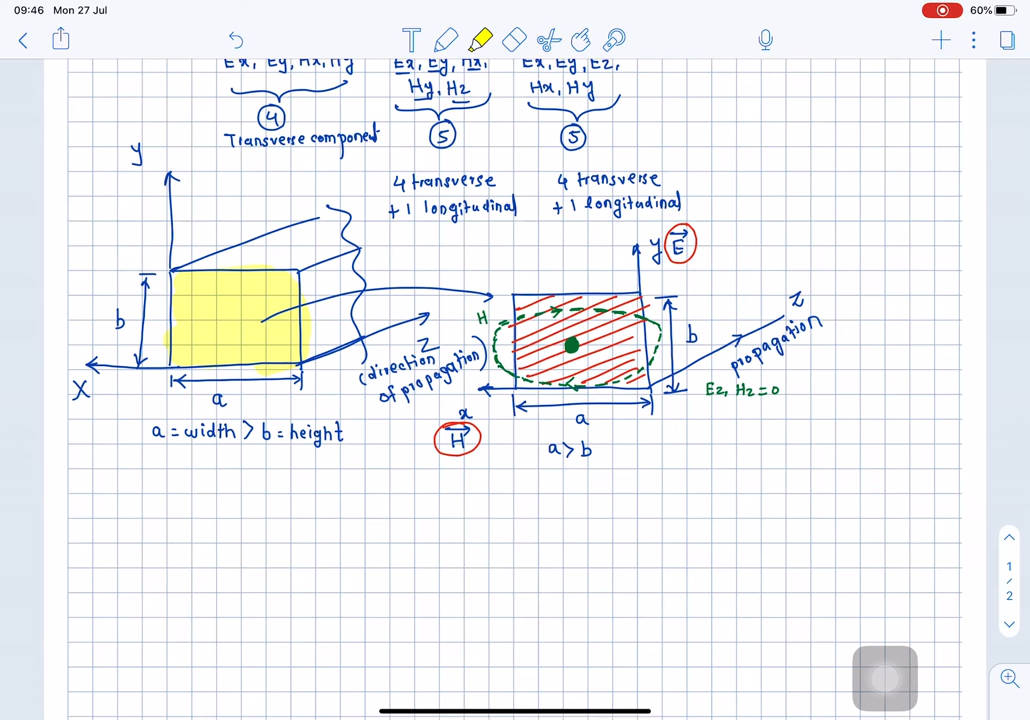 09:46 Mon 27 Jul
60%
T
Ex, Ey, Hx, Hy
Ex, Ey, Hx,
Hy, Hz
Ex, Ey, Ez,
Hx, Hy
4
5
5
Transverse component
y
4 transverse
+ 1 longitudinal
4 transverse
+ 1 longitudinal
y E
b
H
b
z
propagation
Z
(direction
of propagation)
Ez, Hz = 0
X
a
x
H
a
a = width > b = height
a > b
1
/
2